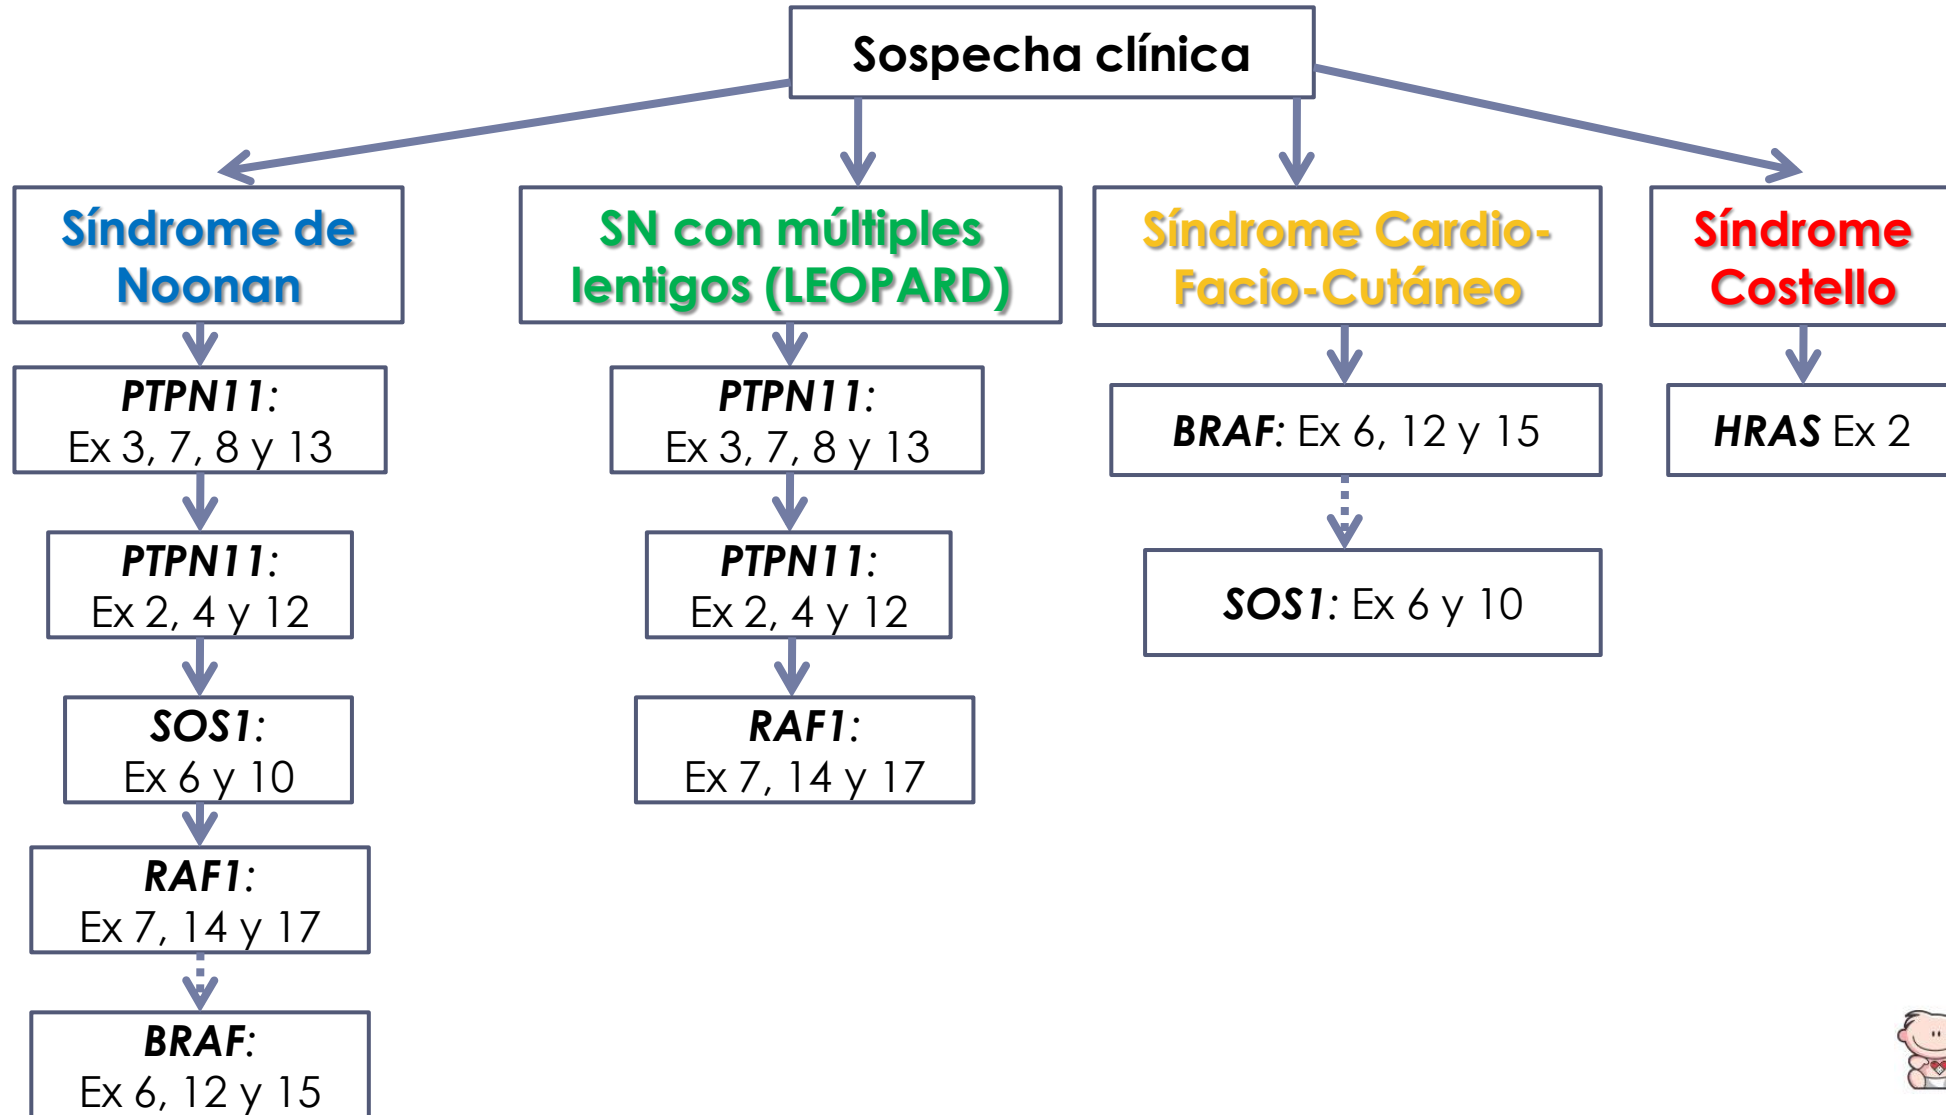 Sospecha clínica
Síndrome de
Noonan
PTPN11:
Ex 3, 7, 8 y 13
PTPN11:
Ex 2, 4 y 12
SOS1:
Ex 6 y 10
RAF1:
Ex 7, 14 y 17
BRAF:
Ex 6, 12 y 15
SN con múltiples
lentigos (LEOPARD)
PTPN11:
Ex 3, 7, 8 y 13
PTPN11:
Ex 2, 4 y 12
RAF1:
Ex 7, 14 y 17
Síndrome Cardio-
Facio-Cutáneo
BRAF: Ex 6, 12 y 15
SOS1: Ex 6 y 10
Síndrome
Costello
HRAS Ex 2